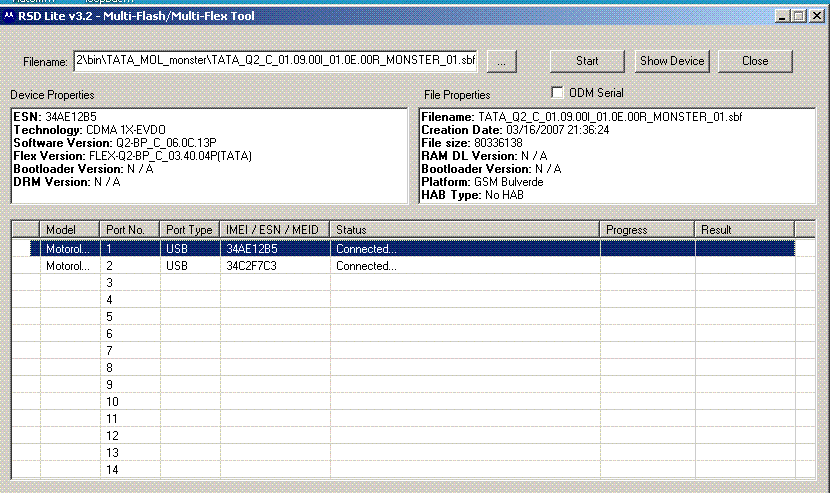 RSD Lite v3.2 - Multi-Flash/Multi-Flex Tool
Filename: 2\bin\TATA_MOL_monster\TATA_Q2_C_01.09.00I_01.0E.00R_MONSTER_01.sbf ... Start Show Device Close
Device Properties File Properties ODM Serial
ESN: 34AE12B5
Technology: CDMA 1X-EVDO
Software Version: Q2-BP_C_06.0C.13P
Flex Version: FLEX-Q2-BP_C_03.40.04P(TATA)
Bootloader Version: N / A
DRM Version: N / A
Filename: TATA_Q2_C_01.09.00I_01.0E.00R_MONSTER_01.sbf
Creation Date: 03/16/2007 21:36:24
File size: 80336138
RAM DL Version: N / A
Bootloader Version: N / A
Platform: GSM Bulverde
HAB Type: No HAB
Model Port No. Port Type IMEI / ESN / MEID Status Progress Result
Motorol... 1 USB 34AE12B5 Connected...
Motorol... 2 USB 34C2F7C3 Connected...
3
4
5
6
7
8
9
10
11
12
13
14